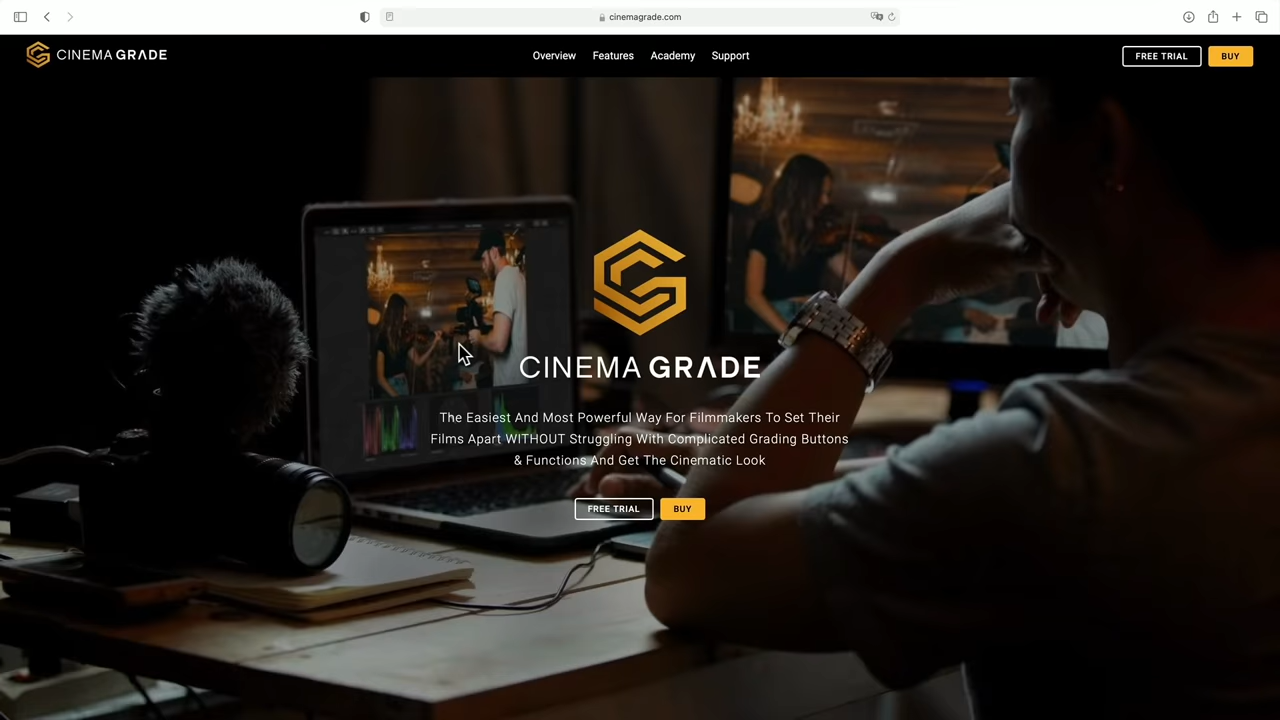 cinemagrade.com
CINEMA GRADE
Overview
Features
Academy
Support
FREE TRIAL
BUY
CINEMA GRADE
The Easiest And Most Powerful Way For Filmmakers To Set Their
Films Apart WITHOUT Struggling With Complicated Grading Buttons
& Functions And Get The Cinematic Look
FREE TRIAL
BUY